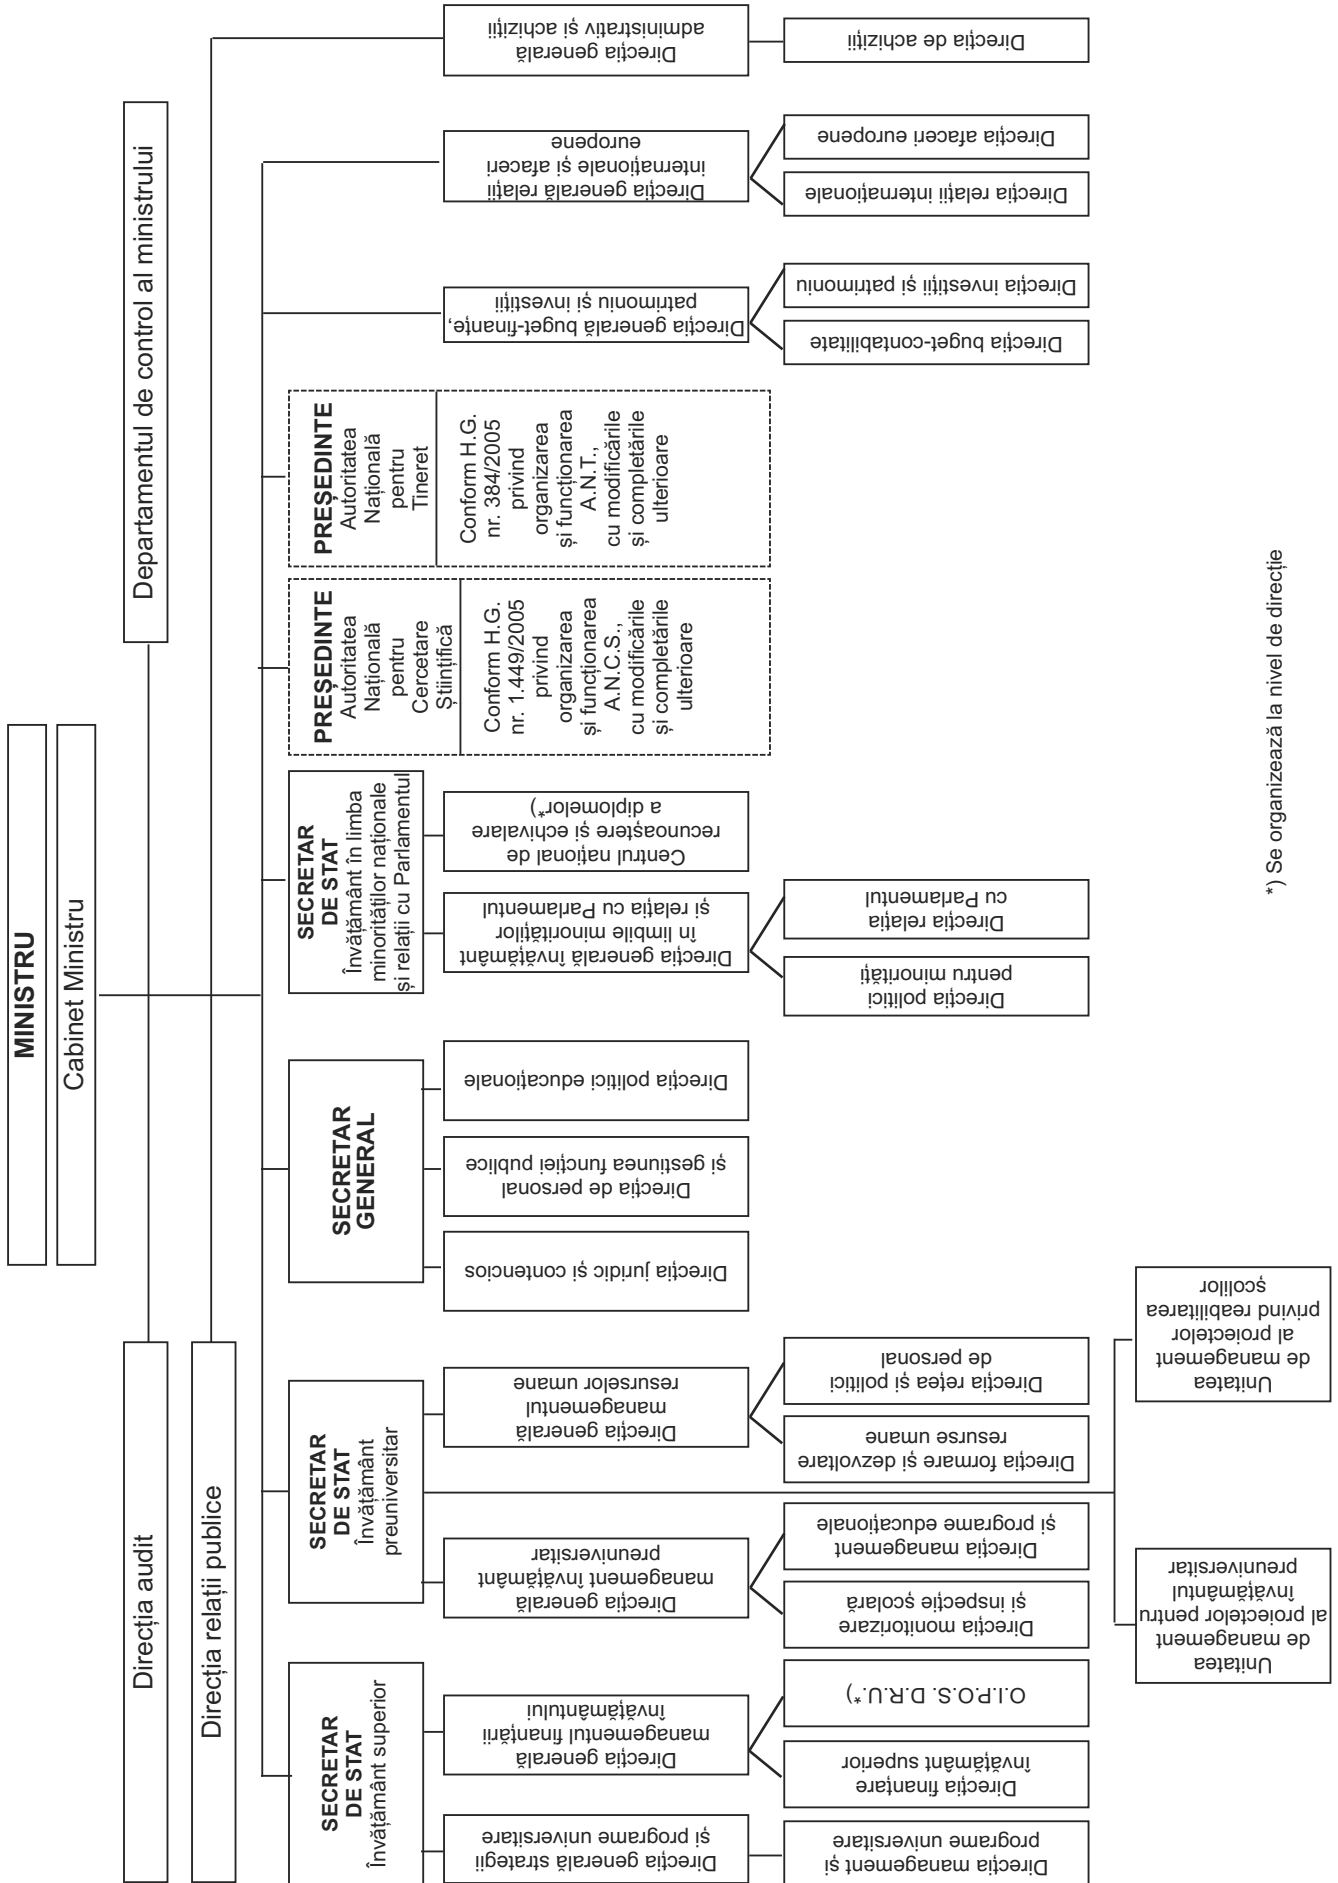 MINISTRU
Cabinet Ministru
Direcția audit
Departamentul de control al ministrului
Direcția relații publice
SECRETAR
DE STAT
Învățământ superior
SECRETAR
DE STAT
Învățământ
preuniversitar
SECRETAR
GENERAL
SECRETAR
DE STAT
Învățământ în limba
minorităților naționale
și relații cu Parlamentul
PREȘEDINTE
Autoritatea
Națională
pentru
Cercetare
Științifică
Conform H.G.
nr. 1.449/2005
privind
organizarea
și funcționarea
A.N.C.S.,
cu modificările
și completările
ulterioare
PREȘEDINTE
Autoritatea
Națională
pentru
Tineret
Conform H.G.
nr. 384/2005
privind
organizarea
și funcționarea
A.N.T.,
cu modificările
și completările
ulterioare
Direcția generală strategii
și programe universitare
Direcția generală
managementul finanțării
învățământului
Direcția generală
management învățământ
preuniversitar
Direcția generală
managementul
resurselor umane
Direcția juridic și contencios
Direcția de personal
și gestiunea funcției publice
Direcția politici educaționale
Direcția generală învățământ
în limbile minorităților
și relația cu Parlamentul
Centrul național de
recunoaștere și echivalare
a diplomelor*)
Direcția generală buget-finanțe,
patrimoniu și investiții
Direcția generală relații
internaționale și afaceri
europene
Direcția generală
administrativ și achiziții
Direcția management și
programe universitare
Direcția finanțare
învățământ superior
O.I.P.O.S. D.R.U.*)
Direcția monitorizare
și inspecție școlară
Direcția management
și programe educaționale
Direcția formare și dezvoltare
resurse umane
Direcția rețea și politici
de personal
Direcția politici
pentru minorități
Direcția relația
cu Parlamentul
Direcția buget-contabilitate
Direcția investiții și patrimoniu
Direcția relații internaționale
Direcția afaceri europene
Direcția de achiziții
Unitatea
de management
al proiectelor pentru
învățământul
preuniversitar
Unitatea
de management
al proiectelor
privind reabilitarea
școlilor
*) Se organizează la nivel de direcție